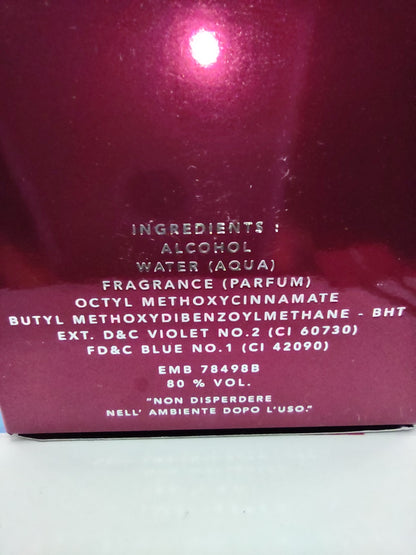 INGREDIENTS :
ALCOHOL
WATER (AQUA)
FRAGRANCE (PARFUM)
OCTYL METHOXYCINNAMATE
BUTYL METHOXYDIBENZOYLMETHANE - BHT
EXT. D&C VIOLET NO.2 (CI 60730)
FD&C BLUE NO.1 (CI 42090)
EMB 78498B
80 % VOL.
"NON DISPERDERE
NELL' AMBIENTE DOPO L'USO."